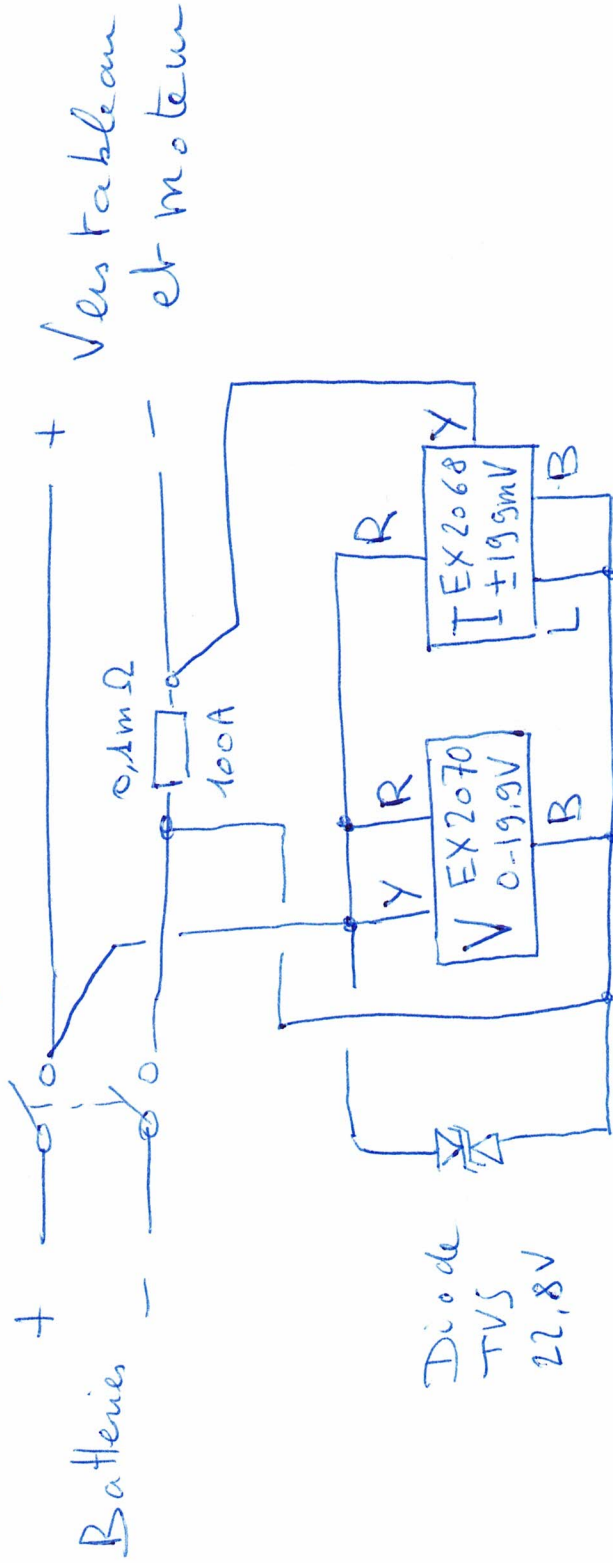 Batteries
+
-
+
-
Vers tableau
et moteur
0,1mΩ
100A
R
Y
R
Y
V EX2070
0-19,9V
B
I EX2068
±199mV
L
B
Diode
TVS
22,8V